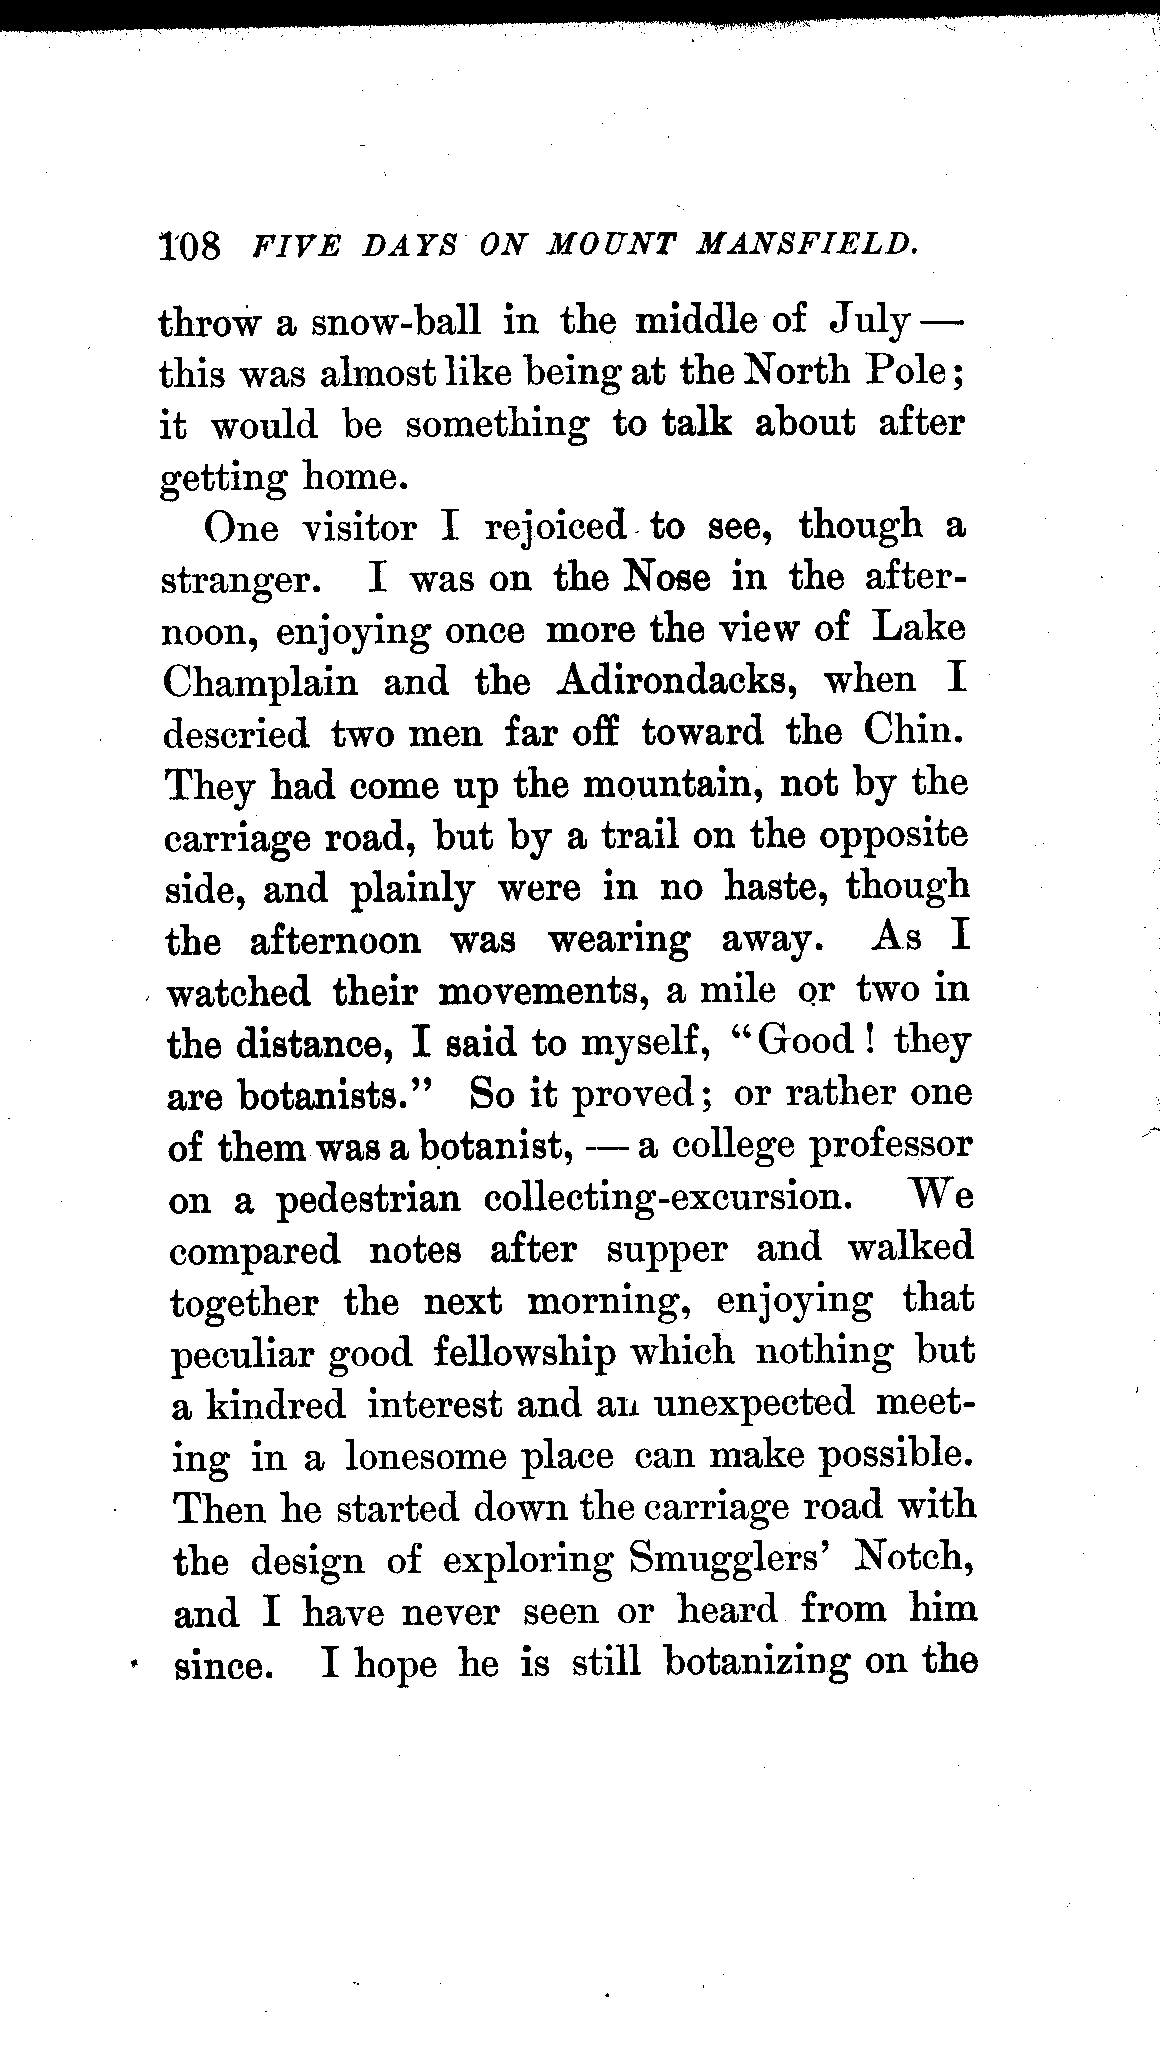 108 FIVE DAYS ON MOUNT MANSFIELD.
throw a snow-ball in the middle of July —
this was almost like being at the North Pole;
it would be something to talk about after
getting home.
One visitor I rejoiced to see, though a
stranger. I was on the Nose in the after-
noon, enjoying once more the view of Lake
Champlain and the Adirondacks, when I
descried two men far off toward the Chin.
They had come up the mountain, not by the
carriage road, but by a trail on the opposite
side, and plainly were in no haste, though
the afternoon was wearing away. As I
watched their movements, a mile or two in
the distance, I said to myself, “Good! they
are botanists.” So it proved; or rather one
of them was a botanist, — a college professor
on a pedestrian collecting-excursion. We
compared notes after supper and walked
together the next morning, enjoying that
peculiar good fellowship which nothing but
a kindred interest and an unexpected meet-
ing in a lonesome place can make possible.
Then he started down the carriage road with
the design of exploring Smugglers’ Notch,
and I have never seen or heard from him
since. I hope he is still botanizing on the